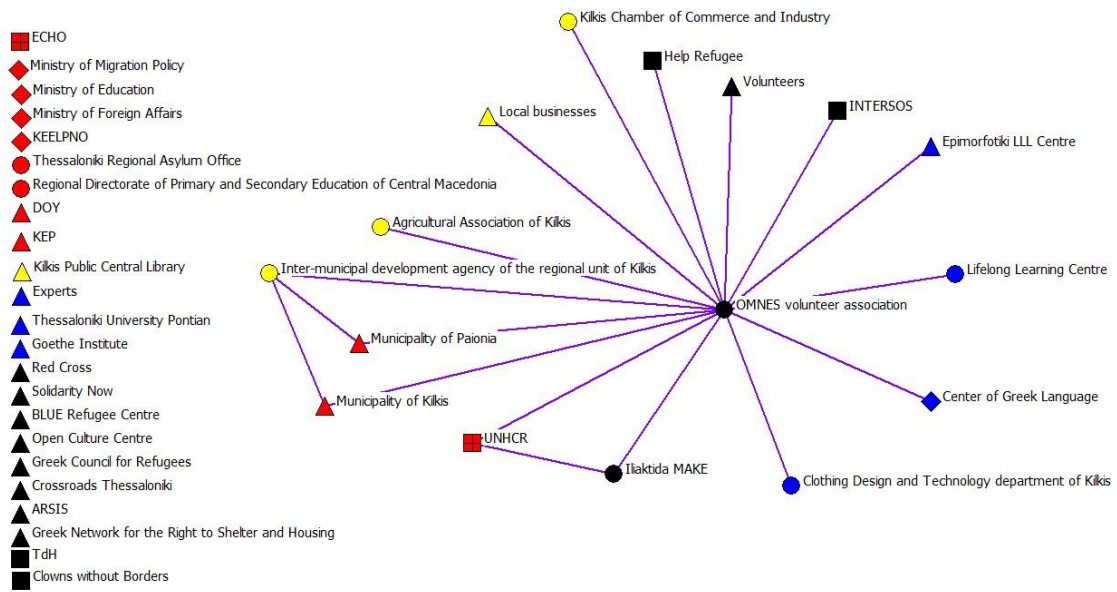 ECHO
Ministry of Migration Policy
Ministry of Education
Ministry of Foreign Affairs
KEELPNO
Thessaloniki Regional Asylum Office
Regional Directorate of Primary and Secondary Education of Central Macedonia
DOY
KEP
Kilkis Public Central Library
Experts
Thessaloniki University Pontian
Goethe Institute
Red Cross
Solidarity Now
BLUE Refugee Centre
Open Culture Centre
Greek Council for Refugees
Crossroads Thessaloniki
ARSIS
Greek Network for the Right to Shelter and Housing
TdH
Clowns without Borders
Kilkis Chamber of Commerce and Industry
Help Refugee
Volunteers
INTERSOS
Local businesses
Epimorfotiki LLL Centre
Agricultural Association of Kilkis
Inter-municipal development agency of the regional unit of Kilkis
Lifelong Learning Centre
OMNES volunteer association
Municipality of Paionia
Municipality of Kilkis
Center of Greek Language
UNHCR
Iliaktida MAKE
Clothing Design and Technology department of Kilkis